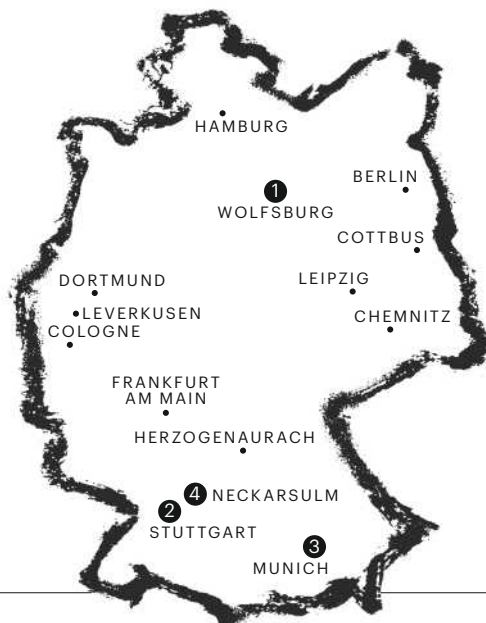 HAMBURG
BERLIN
1
WOLFSBURG
COTTBUS
DORTMUND
LEIPZIG
LEVERKUSEN
CHEMNITZ
COLOGNE
FRANKFURT
AM MAIN
HERZOGENAURACH
4 NECKARSULM
2
STUTTGART
3
MUNICH